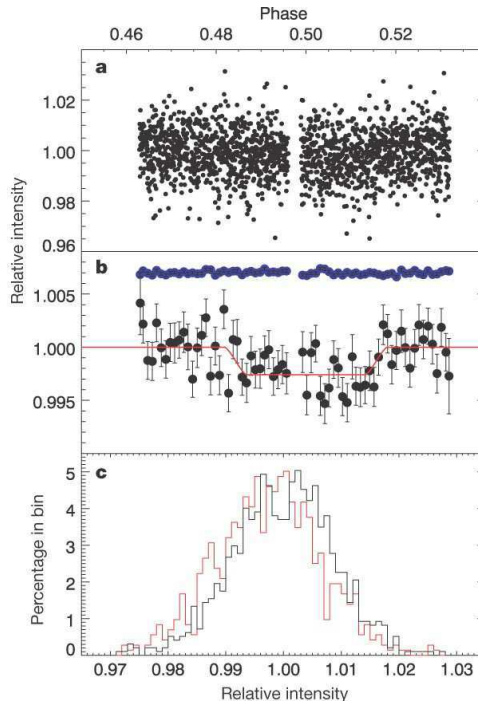 Phase
0.46 0.48 0.50 0.52
a
1.02
1.00
0.98
0.96
Relative intensity
b
1.005
1.000
0.995
c
5
4
3
2
1
0
Percentage in bin
0.97 0.98 0.99 1.00 1.01 1.02 1.03
Relative intensity